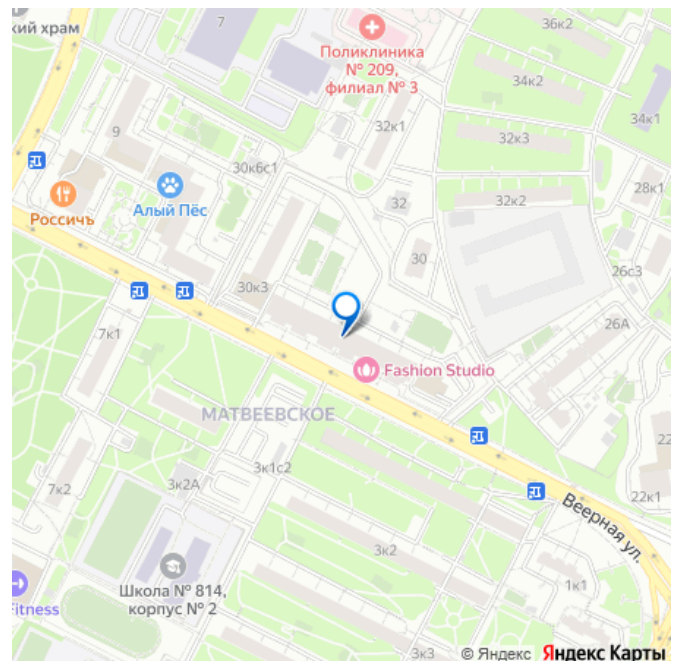 кий храм
7
Поликлиника
№ 209,
филиал № 3
36к2
34к2
34к1
9
32к1
32к3
30к6с1
28к1
Россичъ
Алый Пёс
32
32к2
30
26с3
30к3
26А
7к1
Fashion Studio
МАТВЕЕВСКОЕ
22
3к1с2
3к2А
7к2
22к1
Веерная ул.
3к2
Школа № 814,
корпус № 2
1к1
Fitness
3к3
© Яндекс Яндекс Карты